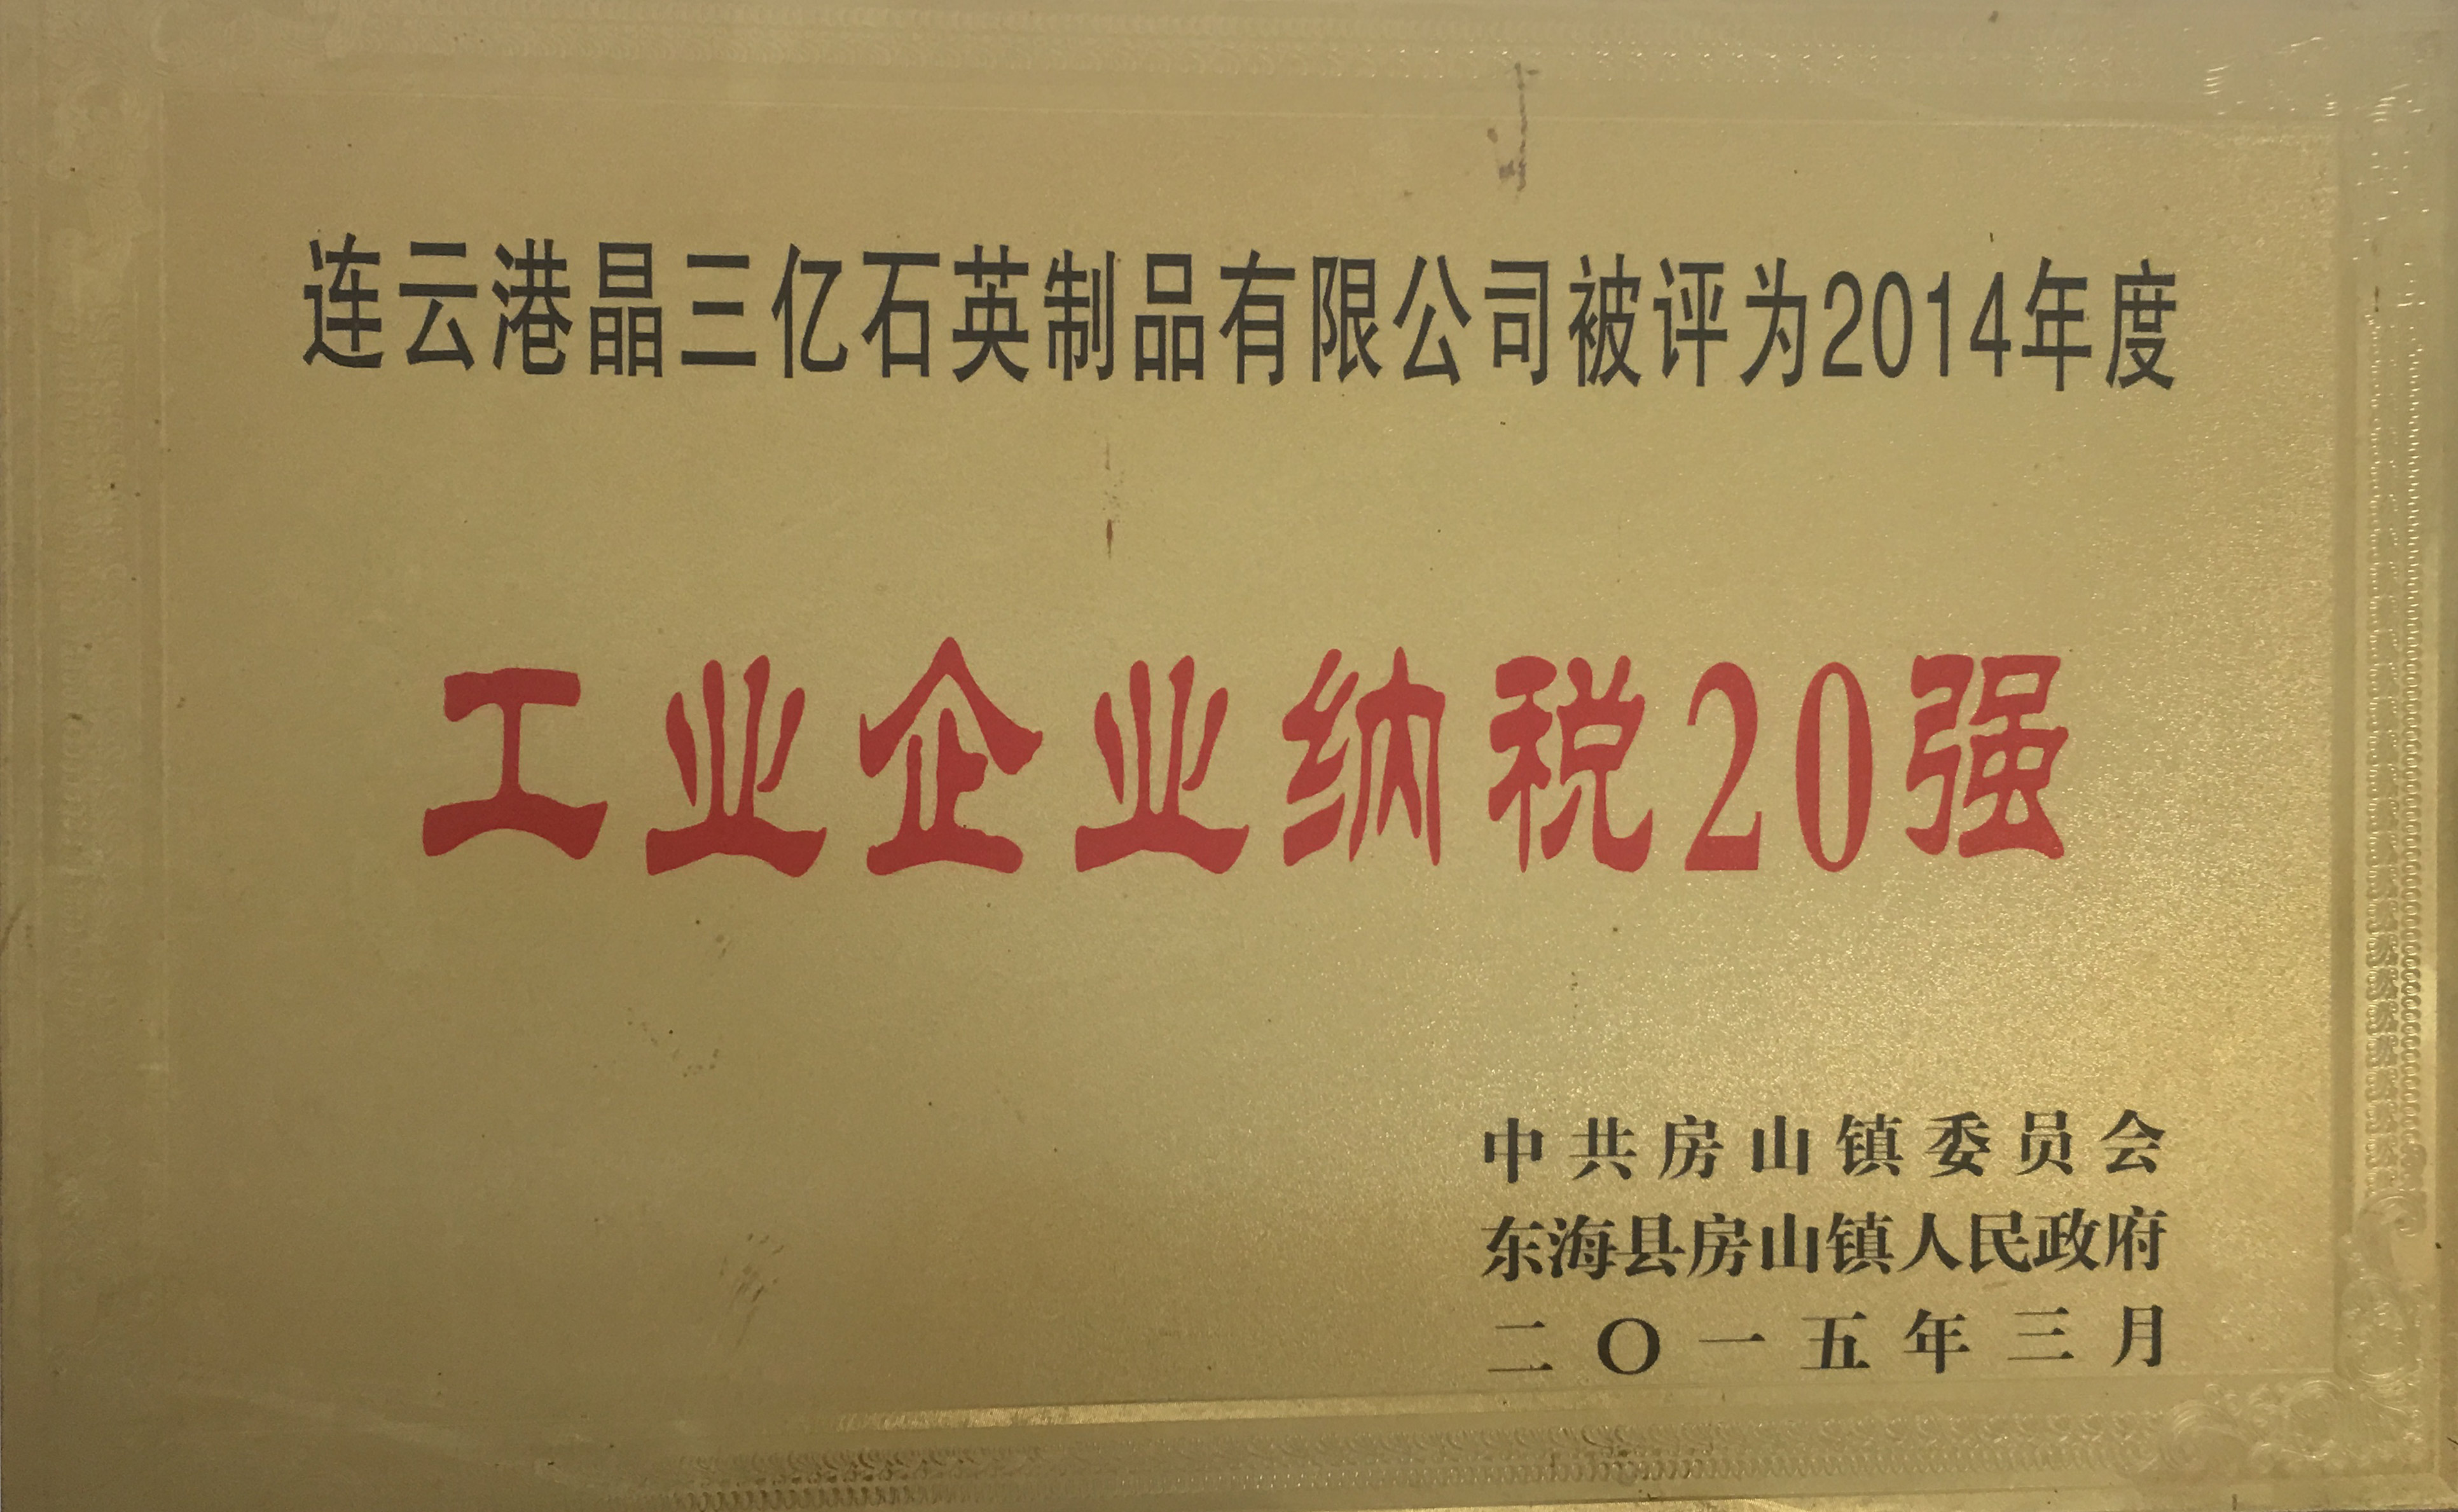 连云港晶三亿石英制品有限公司被评为2014年度
工业企业纳税20强
中共房山镇委员会
东海县房山镇人民政府
二〇一五年三月